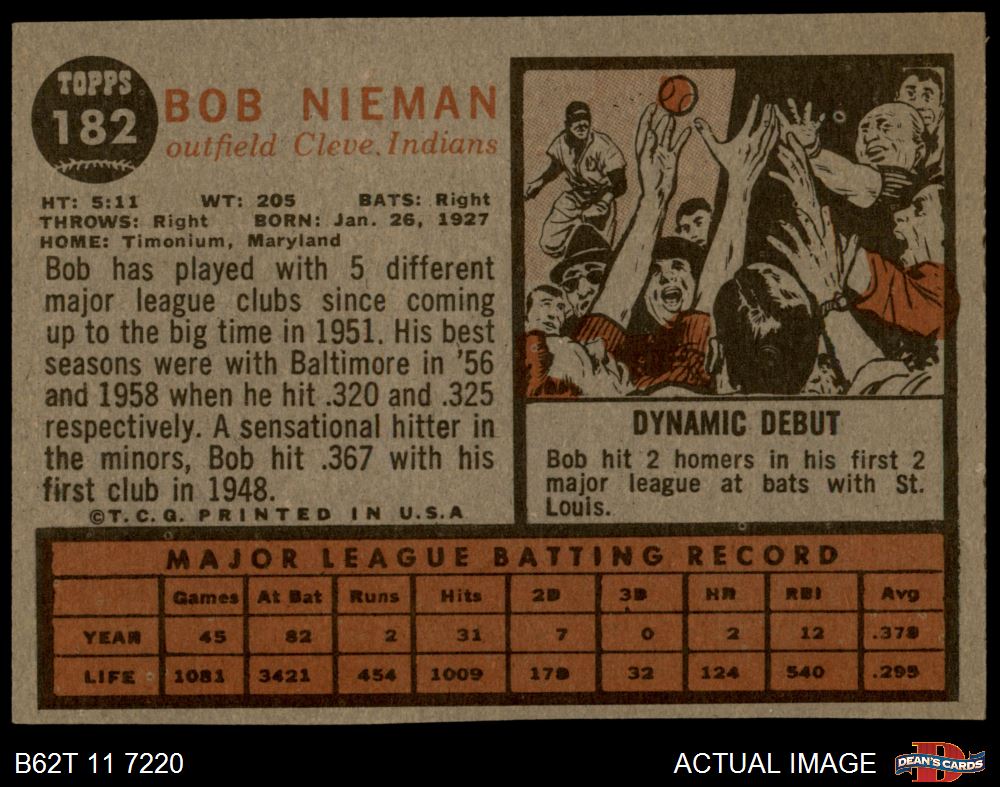 TOPPS
182
BOB NIEMAN
outfield Cleve. Indians
HT: 5:11 WT: 205 BATS: Right
THROWS: Right BORN: Jan. 26, 1927
HOME: Timonium, Maryland
Bob has played with 5 different
major league clubs since coming
up to the big time in 1951. His best
seasons were with Baltimore in '56
and 1958 when he hit .320 and .325
respectively. A sensational hitter in
the minors, Bob hit .367 with his
first club in 1948.
©T.C.G. PRINTED IN U.S.A
DYNAMIC DEBUT
Bob hit 2 homers in his first 2
major league at bats with St.
Louis.
MAJOR LEAGUE BATTING RECORD
Games At Bat Runs Hits 2B 3B HR RBI Avg
YEAR 45 82 2 31 7 0 2 12 .378
LIFE 1081 3421 454 1009 178 32 124 540 .295
B62T 11 7220
ACTUAL IMAGE
DEAN'S CARDS